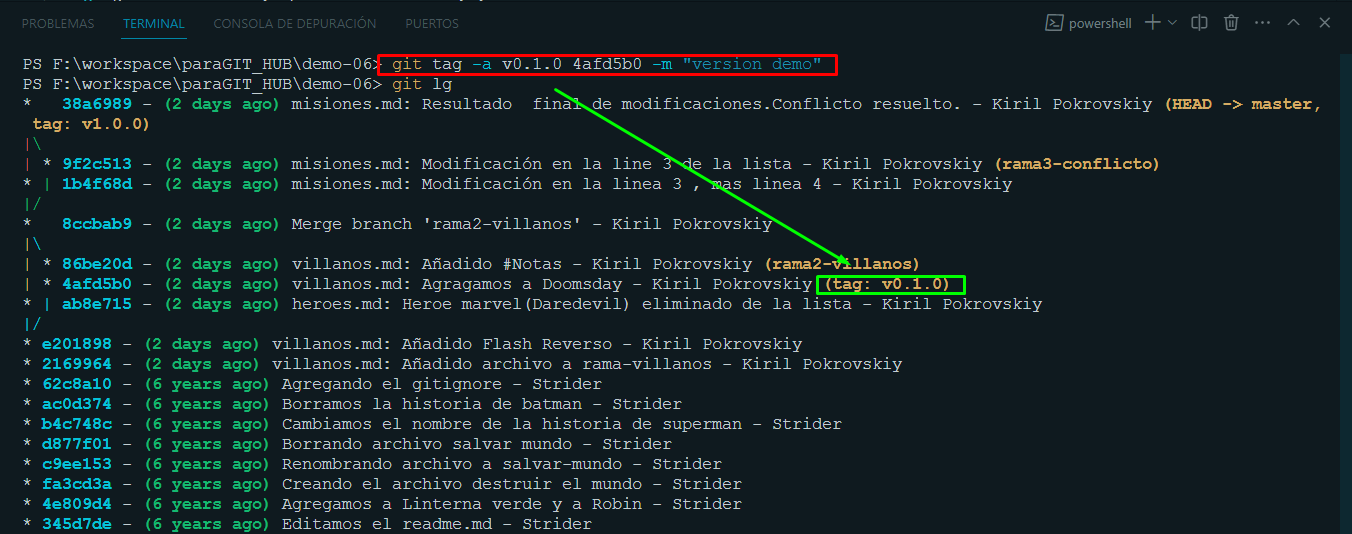 PROBLEMAS TERMINAL CONSOLA DE DEPURACIÓN PUERTOS powershell
PS F:\workspace\paraGIT_HUB\demo-06> git tag -a v0.1.0 4afd5b0 -m "version demo"
PS F:\workspace\paraGIT_HUB\demo-06> git lg
*   38a6989 - (2 days ago) misiones.md: Resultado  final de modificaciones.Conflicto resuelto. - Kiril Pokrovskiy (HEAD -> master,
 tag: v1.0.0)
|\
| * 9f2c513 - (2 days ago) misiones.md: Modificación en la line 3 de la lista - Kiril Pokrovskiy (rama3-conflicto)
* | 1b4f68d - (2 days ago) misiones.md: Modificación en la linea 3 , mas linea 4 - Kiril Pokrovskiy
|/
*   8ccbab9 - (2 days ago) Merge branch 'rama2-villanos' - Kiril Pokrovskiy
|\
| * 86be20d - (2 days ago) villanos.md: Añadido #Notas - Kiril Pokrovskiy (rama2-villanos)
| * 4afd5b0 - (2 days ago) villanos.md: Agragamos a Doomsday - Kiril Pokrovskiy (tag: v0.1.0)
* | ab8e715 - (2 days ago) heroes.md: Heroe marvel(Daredevil) eliminado de la lista - Kiril Pokrovskiy
|/
* e201898 - (2 days ago) villanos.md: Añadido Flash Reverso - Kiril Pokrovskiy
* 2169964 - (2 days ago) villanos.md: Añadido archivo a rama-villanos - Kiril Pokrovskiy
* 62c8a10 - (6 years ago) Agregando el gitignore - Strider
* ac0d374 - (6 years ago) Borramos la historia de batman - Strider
* b4c748c - (6 years ago) Cambiamos el nombre de la historia de superman - Strider
* d877f01 - (6 years ago) Borrando archivo salvar mundo - Strider
* c9ee153 - (6 years ago) Renombrando archivo a salvar-mundo - Strider
* fa3cd3a - (6 years ago) Creando el archivo destruir el mundo - Strider
* 4e809d4 - (6 years ago) Agregamos a Linterna verde y a Robin - Strider
* 345d7de - (6 years ago) Editamos el readme.md - Strider